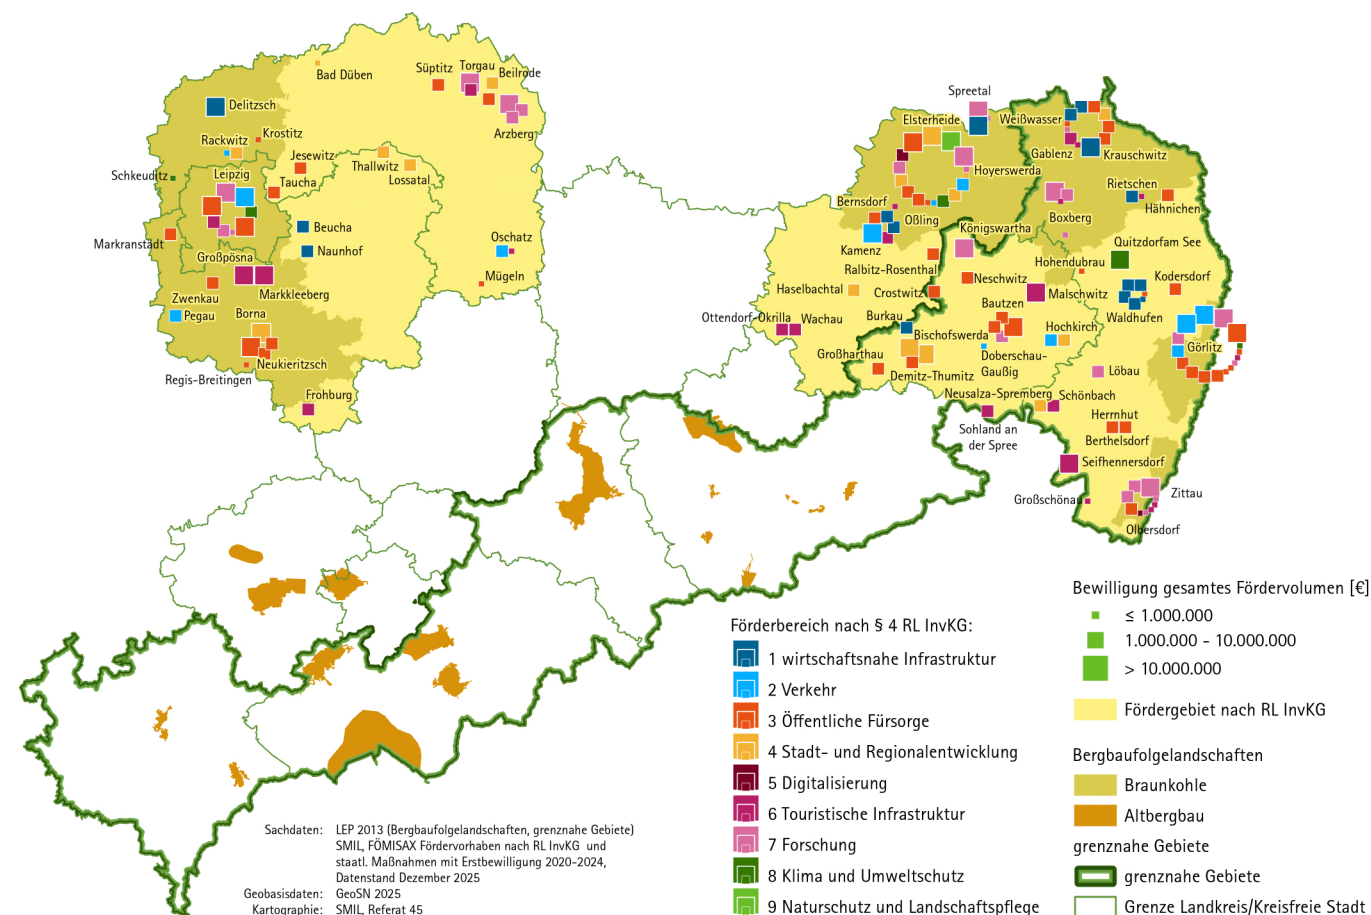 Bad Düben
Süptitz
Torgau
Beilrode
Arzberg
Delitzsch
Rackwitz
Krostitz
Jesewitz
Thallwitz
Lossatal
Schkeuditz
Leipzig
Taucha
Markranstädt
Beucha
Naunhof
Oschatz
Mügeln
Großpösna
Markkleeberg
Zwenkau
Pegau
Borna
Neukieritzsch
Regis-Breitingen
Frohburg
Spreetal
Elsterheide
Weißwasser
Gablenz
Krauschwitz
Hoyerswerda
Bernsdorf
Oßling
Kamenz
Boxberg
Rietschen
Hähnichen
Königswartha
Ralbitz-Rosenthal
Hohendubrau
Quitzdorfam See
Kodersdorf
Haselbachtal
Crostwitz
Neschwitz
Malschwitz
Waldhufen
Ottendorf-Okrilla
Wachau
Burkau
Bautzen
Bischofswerda
Hochkirch
Görlitz
Großharthau
Demitz-Thumitz
Doberschau-
Gaußig
Löbau
Neusalza-Spremberg
Schönbach
Sohland an
der Spree
Herrnhut
Berthelsdorf
Seifhennersdorf
Großschönau
Zittau
Olbersdorf
Förderbereich nach § 4 RL InvKG:
1 wirtschaftsnahe Infrastruktur
2 Verkehr
3 Öffentliche Fürsorge
4 Stadt- und Regionalentwicklung
5 Digitalisierung
6 Touristische Infrastruktur
7 Forschung
8 Klima und Umweltschutz
9 Naturschutz und Landschaftspflege
Bewilligung gesamtes Fördervolumen [€]
≤ 1.000.000
1.000.000 - 10.000.000
> 10.000.000
Fördergebiet nach RL InvKG
Bergbaufolgelandschaften
Braunkohle
Altbergbau
grenznahe Gebiete
grenznahe Gebiete
Grenze Landkreis/Kreisfreie Stadt
Sachdaten: LEP 2013 (Bergbaufolgelandschaften, grenznahe Gebiete)
SMIL, FÖMISAX Fördervorhaben nach RL InvKG und
staatl. Maßnahmen mit Erstbewilligung 2020-2024,
Datenstand Dezember 2025
Geobasisdaten: GeoSN 2025
Kartographie: SMIL, Referat 45